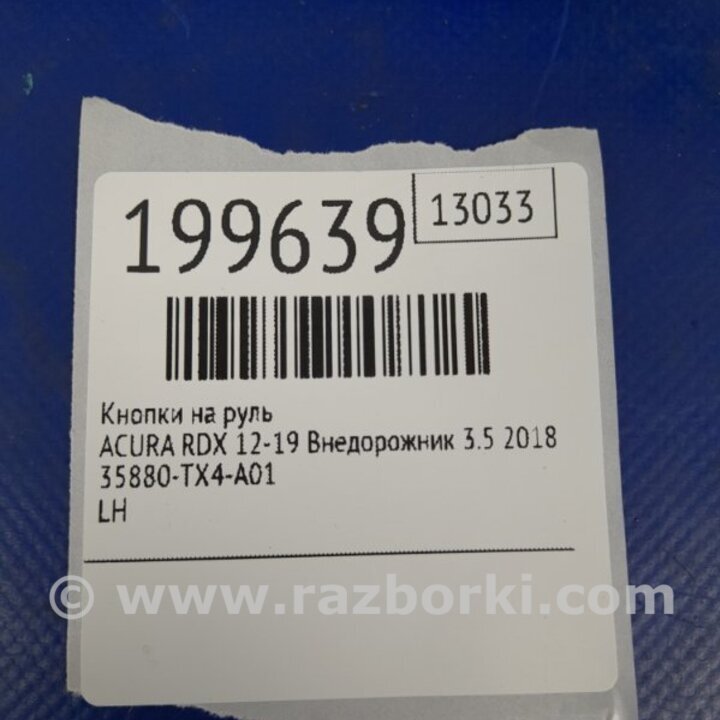 199639
13033
Кнопки на руль
ACURA RDX 12-19 Внедорожник 3.5 2018
35880-TX4-A01
LH
© www.razborki.com